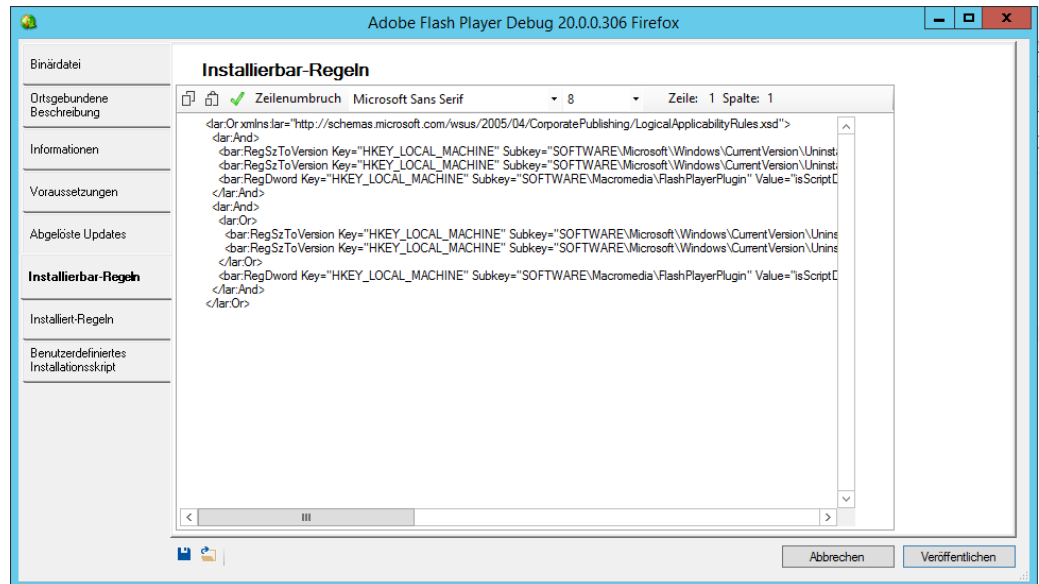 Adobe Flash Player Debug 20.0.0.306 Firefox
Binärdatei
Ortsgebundene
Beschreibung
Informationen
Voraussetzungen
Abgelöste Updates
Installierbar-Regeln
Installiert-Regeln
Benutzerdefiniertes
Installationsskript
Installierbar-Regeln
Zeilenumbruch Microsoft Sans Serif 8 Zeile: 1 Spalte: 1
<lar:Or xmlns:lar="http://schemas.microsoft.com/wsus/2005/04/CorporatePublishing/LogicalApplicabilityRules.xsd">
<lar:And>
<bar:RegSzToVersion Key="HKEY_LOCAL_MACHINE" Subkey="SOFTWARE\Microsoft\Windows\CurrentVersion\Uninsta
<bar:RegSzToVersion Key="HKEY_LOCAL_MACHINE" Subkey="SOFTWARE\Microsoft\Windows\CurrentVersion\Uninsta
<bar:RegDword Key="HKEY_LOCAL_MACHINE" Subkey="SOFTWARE\Macromedia\FlashPlayerPlugin" Value="isScriptD
</lar:And>
<lar:And>
<lar:Or>
<bar:RegSzToVersion Key="HKEY_LOCAL_MACHINE" Subkey="SOFTWARE\Microsoft\Windows\CurrentVersion\Unins
<bar:RegSzToVersion Key="HKEY_LOCAL_MACHINE" Subkey="SOFTWARE\Microsoft\Windows\CurrentVersion\Unins
</lar:Or>
<bar:RegDword Key="HKEY_LOCAL_MACHINE" Subkey="SOFTWARE\Macromedia\FlashPlayerPlugin" Value="isScriptD
</lar:And>
</lar:Or>
Abbrechen
Veröffentlichen